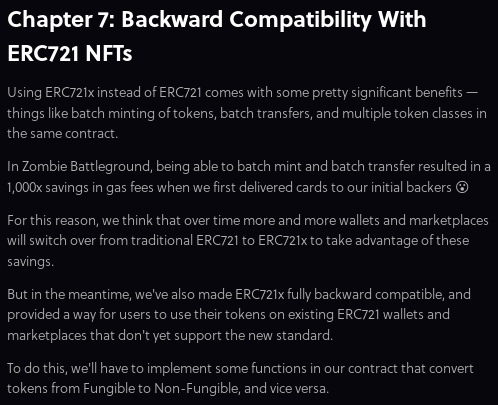 Chapter 7: Backward Compatibility With
ERC721 NFTs
Using ERC721x instead of ERC721 comes with some pretty significant benefits —
things like batch minting of tokens, batch transfers, and multiple token classes in
the same contract.
In Zombie Battleground, being able to batch mint and batch transfer resulted in a
1,000x savings in gas fees when we first delivered cards to our initial backers 😮
For this reason, we think that over time more and more wallets and marketplaces
will switch over from traditional ERC721 to ERC721x to take advantage of these
savings.
But in the meantime, we've also made ERC721x fully backward compatible, and
provided a way for users to use their tokens on existing ERC721 wallets and
marketplaces that don't yet support the new standard.
To do this, we'll have to implement some functions in our contract that convert
tokens from Fungible to Non-Fungible, and vice versa.